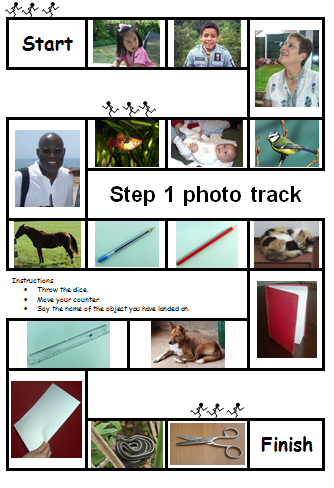 Start
Step 1 photo track
Instructions
• Throw the dice.
• Move your counter.
• Say the name of the object you have landed on.
Finish